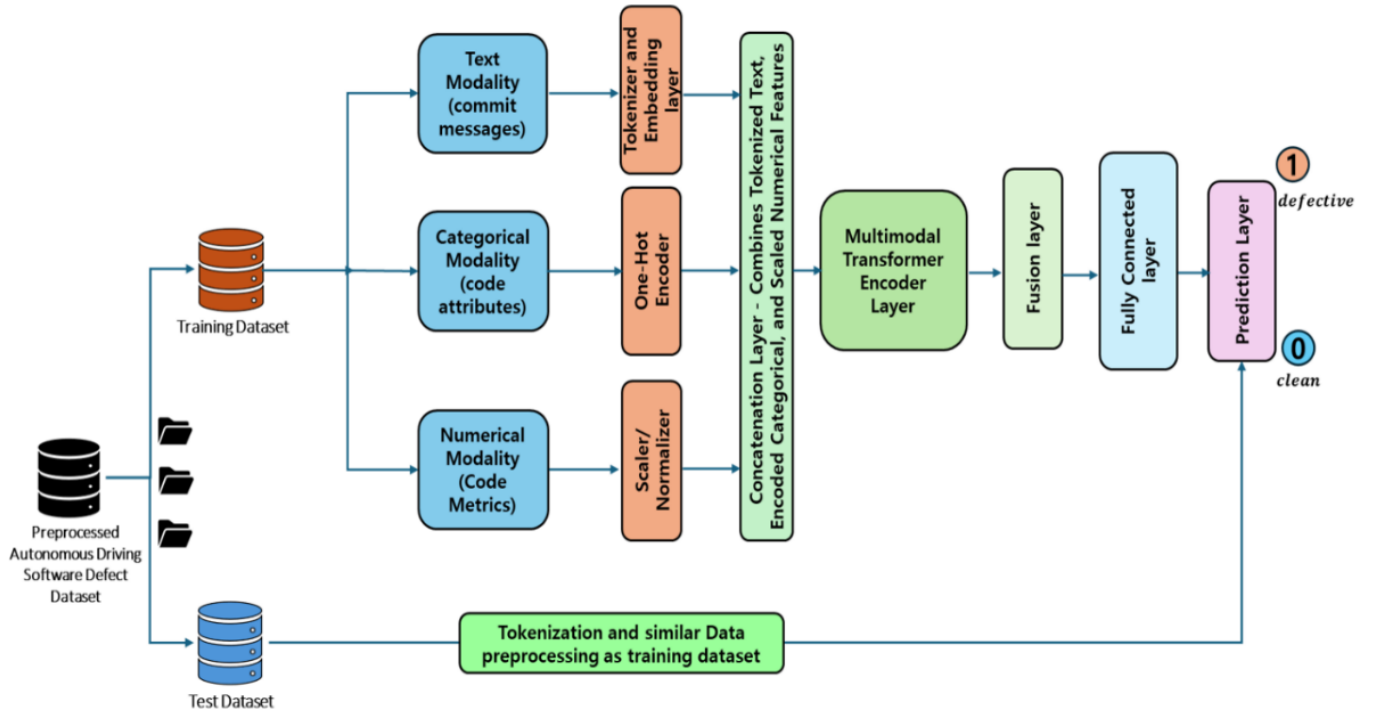 Text
Modality
(commit
messages)
Tokenizer and
Embedding
layer
Categorical
Modality
(code
attributes)
One-Hot
Encoder
Numerical
Modality
(Code
Metrics)
Scaler/
Normalizer
Concatenation Layer - Combines Tokenized Text,
Encoded Categorical, and Scaled Numerical Features
Multimodal
Transformer
Encoder
Layer
Fusion layer
Fully Connected
layer
Prediction Layer
1
defective
0
clean
Training Dataset
Preprocessed
Autonomous Driving
Software Defect
Dataset
Tokenization and similar Data
preprocessing as training dataset
Test Dataset